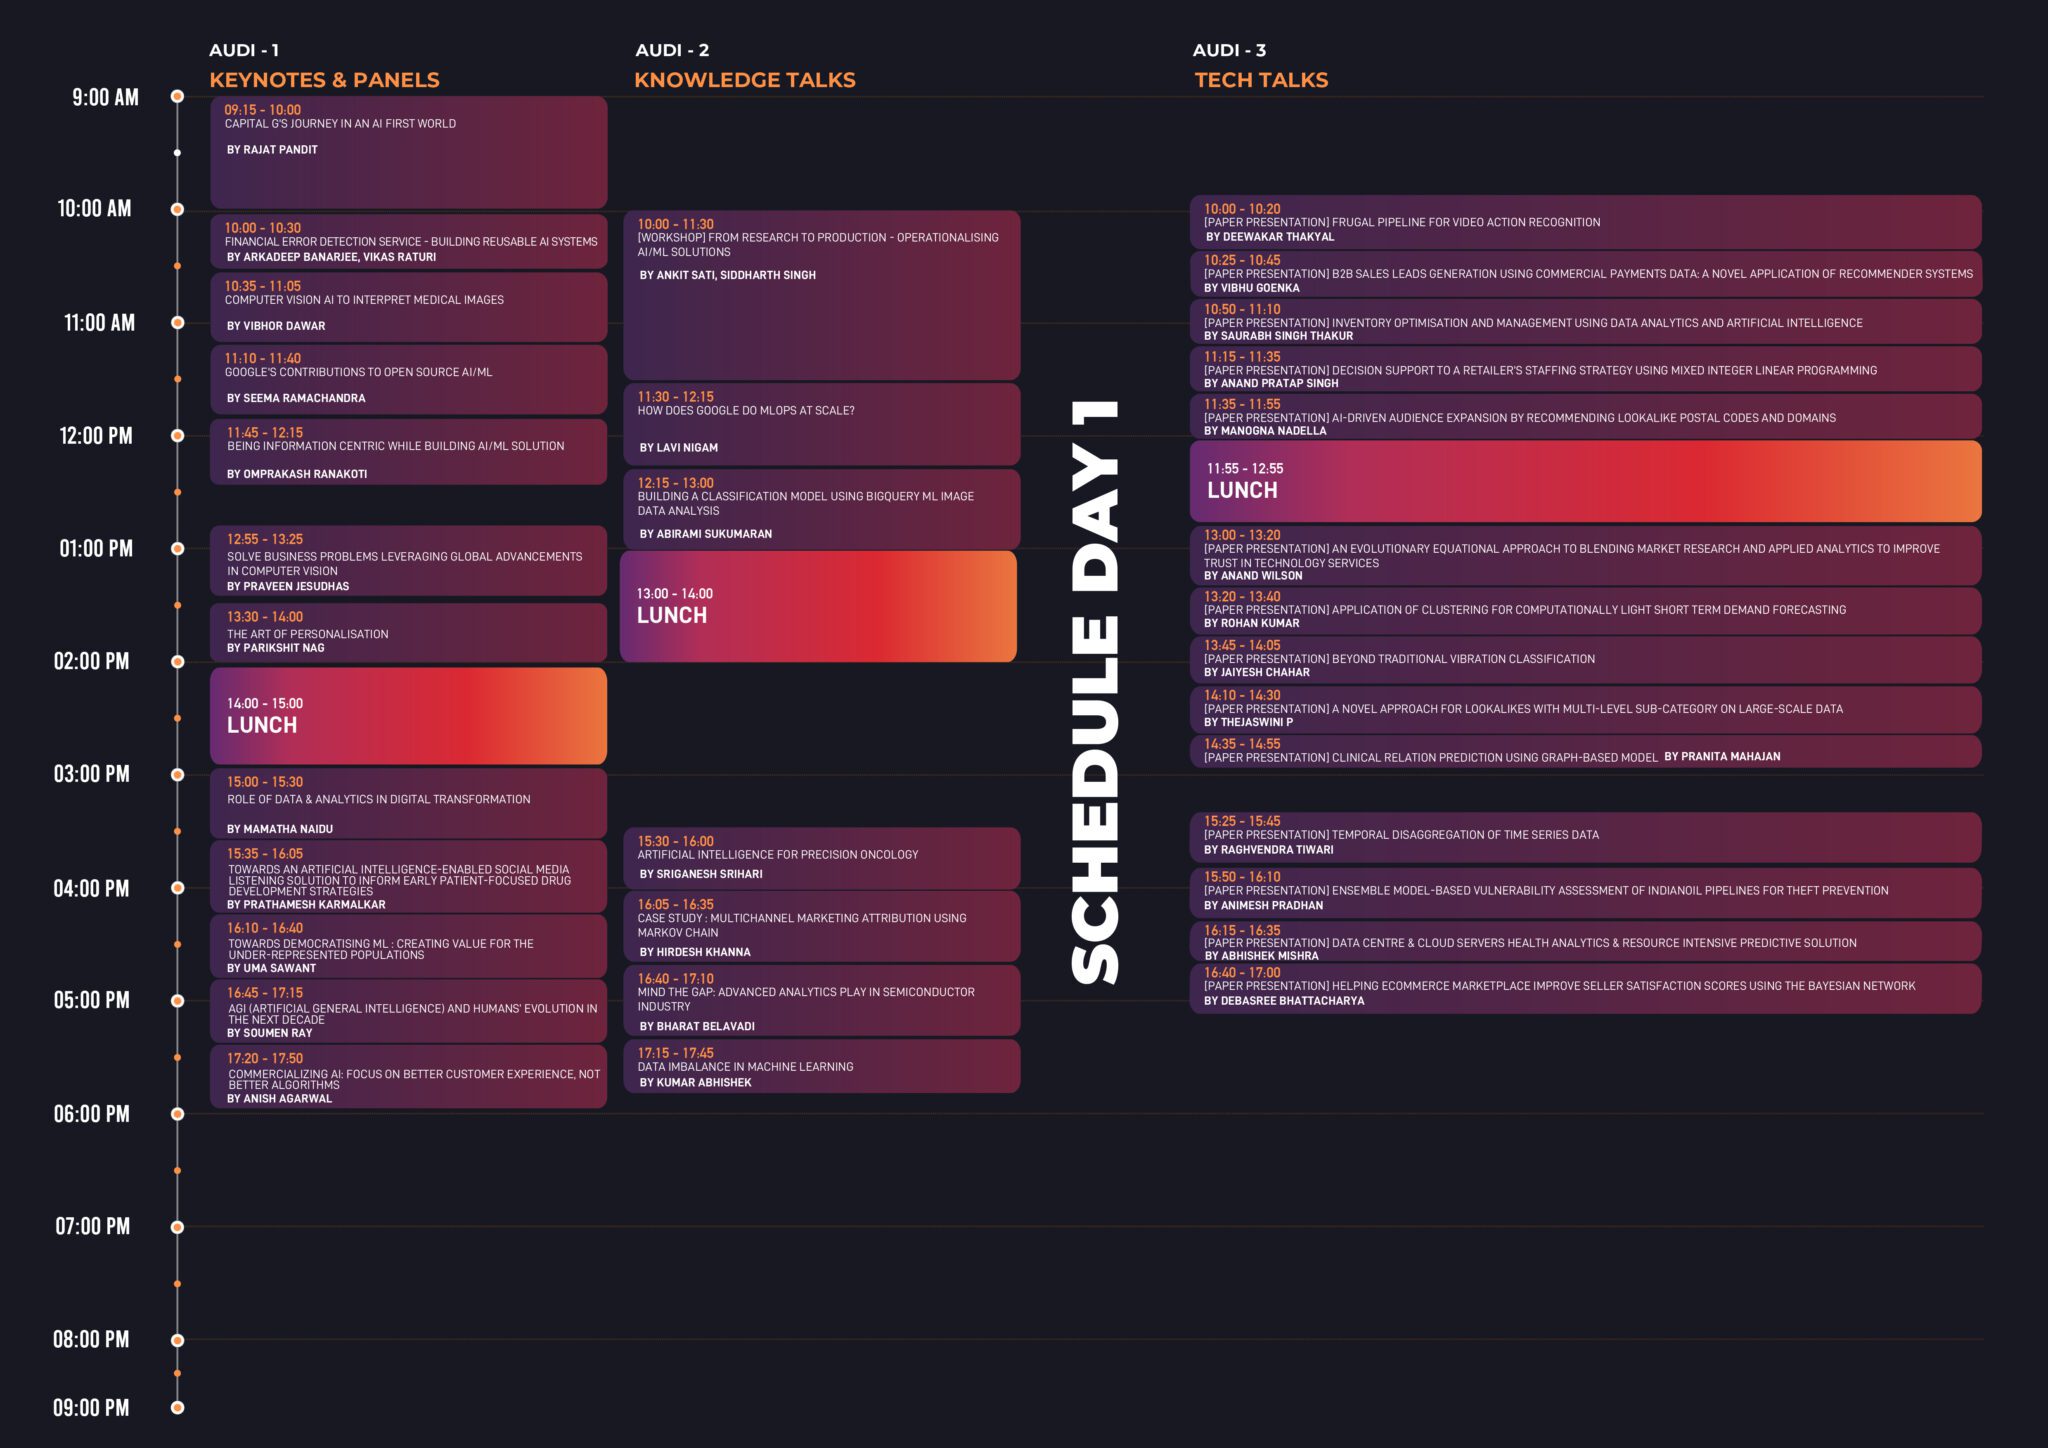 AUDI - 1
KEYNOTES & PANELS
AUDI - 2
KNOWLEDGE TALKS
AUDI - 3
TECH TALKS
9:00 AM
10:00 AM
11:00 AM
12:00 PM
01:00 PM
02:00 PM
03:00 PM
04:00 PM
05:00 PM
06:00 PM
07:00 PM
08:00 PM
09:00 PM
09:15 - 10:00
CAPITAL G'S JOURNEY IN AN AI FIRST WORLD
BY RAJAT PANDIT
10:00 - 10:30
FINANCIAL ERROR DETECTION SERVICE - BUILDING REUSABLE AI SYSTEMS
BY ARKADEEP BANARJEE, VIKAS RATURI
10:35 - 11:05
COMPUTER VISION AI TO INTERPRET MEDICAL IMAGES
BY VIBHOR DAWAR
11:10 - 11:40
GOOGLE'S CONTRIBUTIONS TO OPEN SOURCE AI/ML
BY SEEMA RAMACHANDRA
11:45 - 12:15
BEING INFORMATION CENTRIC WHILE BUILDING AI/ML SOLUTION
BY OMPRAKASH RANAKOTI
12:55 - 13:25
SOLVE BUSINESS PROBLEMS LEVERAGING GLOBAL ADVANCEMENTS
IN COMPUTER VISION
BY PRAVEEN JESUDHAS
13:30 - 14:00
THE ART OF PERSONALISATION
BY PARIKSHIT NAG
14:00 - 15:00
LUNCH
15:00 - 15:30
ROLE OF DATA & ANALYTICS IN DIGITAL TRANSFORMATION
BY MAMATHA NAIDU
15:35 - 16:05
TOWARDS AN ARTIFICIAL INTELLIGENCE-ENABLED SOCIAL MEDIA
LISTENING SOLUTION TO INFORM EARLY PATIENT-FOCUSED DRUG
DEVELOPMENT STRATEGIES
BY PRATHAMESH KARMALKAR
16:10 - 16:40
TOWARDS DEMOCRATISING ML : CREATING VALUE FOR THE
UNDER-REPRESENTED POPULATIONS
BY UMA SAWANT
16:45 - 17:15
AGI (ARTIFICIAL GENERAL INTELLIGENCE) AND HUMANS' EVOLUTION IN
THE NEXT DECADE
BY SOUMEN RAY
17:20 - 17:50
COMMERCIALIZING AI: FOCUS ON BETTER CUSTOMER EXPERIENCE, NOT
BETTER ALGORITHMS
BY ANISH AGARWAL
10:00 - 11:30
[WORKSHOP] FROM RESEARCH TO PRODUCTION - OPERATIONALISING
AI/ML SOLUTIONS
BY ANKIT SATI, SIDDHARTH SINGH
11:30 - 12:15
HOW DOES GOOGLE DO MLOPS AT SCALE?
BY LAVI NIGAM
12:15 - 13:00
BUILDING A CLASSIFICATION MODEL USING BIGQUERY ML IMAGE
DATA ANALYSIS
BY ABIRAMI SUKUMARAN
13:00 - 14:00
LUNCH
15:30 - 16:00
ARTIFICIAL INTELLIGENCE FOR PRECISION ONCOLOGY
BY SRIGANESH SRIHARI
16:05 - 16:35
CASE STUDY : MULTICHANNEL MARKETING ATTRIBUTION USING
MARKOV CHAIN
BY HIRDESH KHANNA
16:40 - 17:10
MIND THE GAP: ADVANCED ANALYTICS PLAY IN SEMICONDUCTOR
INDUSTRY
BY BHARAT BELAVADI
17:15 - 17:45
DATA IMBALANCE IN MACHINE LEARNING
BY KUMAR ABHISHEK
SCHEDULE DAY 1
10:00 - 10:20
[PAPER PRESENTATION] FRUGAL PIPELINE FOR VIDEO ACTION RECOGNITION
BY DEEWAKAR THAKYAL
10:25 - 10:45
[PAPER PRESENTATION] B2B SALES LEADS GENERATION USING COMMERCIAL PAYMENTS DATA: A NOVEL APPLICATION OF RECOMMENDER SYSTEMS
BY VIBHU GOENKA
10:50 - 11:10
[PAPER PRESENTATION] INVENTORY OPTIMISATION AND MANAGEMENT USING DATA ANALYTICS AND ARTIFICIAL INTELLIGENCE
BY SAURABH SINGH THAKUR
11:15 - 11:35
[PAPER PRESENTATION] DECISION SUPPORT TO A RETAILER'S STAFFING STRATEGY USING MIXED INTEGER LINEAR PROGRAMMING
BY ANAND PRATAP SINGH
11:35 - 11:55
[PAPER PRESENTATION] AI-DRIVEN AUDIENCE EXPANSION BY RECOMMENDING LOOKALIKE POSTAL CODES AND DOMAINS
BY MANOGNA NADELLA
11:55 - 12:55
LUNCH
13:00 - 13:20
[PAPER PRESENTATION] AN EVOLUTIONARY EQUATIONAL APPROACH TO BLENDING MARKET RESEARCH AND APPLIED ANALYTICS TO IMPROVE
TRUST IN TECHNOLOGY SERVICES
BY ANAND WILSON
13:20 - 13:40
[PAPER PRESENTATION] APPLICATION OF CLUSTERING FOR COMPUTATIONALLY LIGHT SHORT TERM DEMAND FORECASTING
BY ROHAN KUMAR
13:45 - 14:05
[PAPER PRESENTATION] BEYOND TRADITIONAL VIBRATION CLASSIFICATION
BY JAIYESH CHAHAR
14:10 - 14:30
[PAPER PRESENTATION] A NOVEL APPROACH FOR LOOKALIKES WITH MULTI-LEVEL SUB-CATEGORY ON LARGE-SCALE DATA
BY THEJASWINI P
14:35 - 14:55
[PAPER PRESENTATION] CLINICAL RELATION PREDICTION USING GRAPH-BASED MODEL BY PRANITA MAHAJAN
15:25 - 15:45
[PAPER PRESENTATION] TEMPORAL DISAGGREGATION OF TIME SERIES DATA
BY RAGHVENDRA TIWARI
15:50 - 16:10
[PAPER PRESENTATION] ENSEMBLE MODEL-BASED VULNERABILITY ASSESSMENT OF INDIANOIL PIPELINES FOR THEFT PREVENTION
BY ANIMESH PRADHAN
16:15 - 16:35
[PAPER PRESENTATION] DATA CENTRE & CLOUD SERVERS HEALTH ANALYTICS & RESOURCE INTENSIVE PREDICTIVE SOLUTION
BY ABHISHEK MISHRA
16:40 - 17:00
[PAPER PRESENTATION] HELPING ECOMMERCE MARKETPLACE IMPROVE SELLER SATISFACTION SCORES USING THE BAYESIAN NETWORK
BY DEBASREE BHATTACHARYA